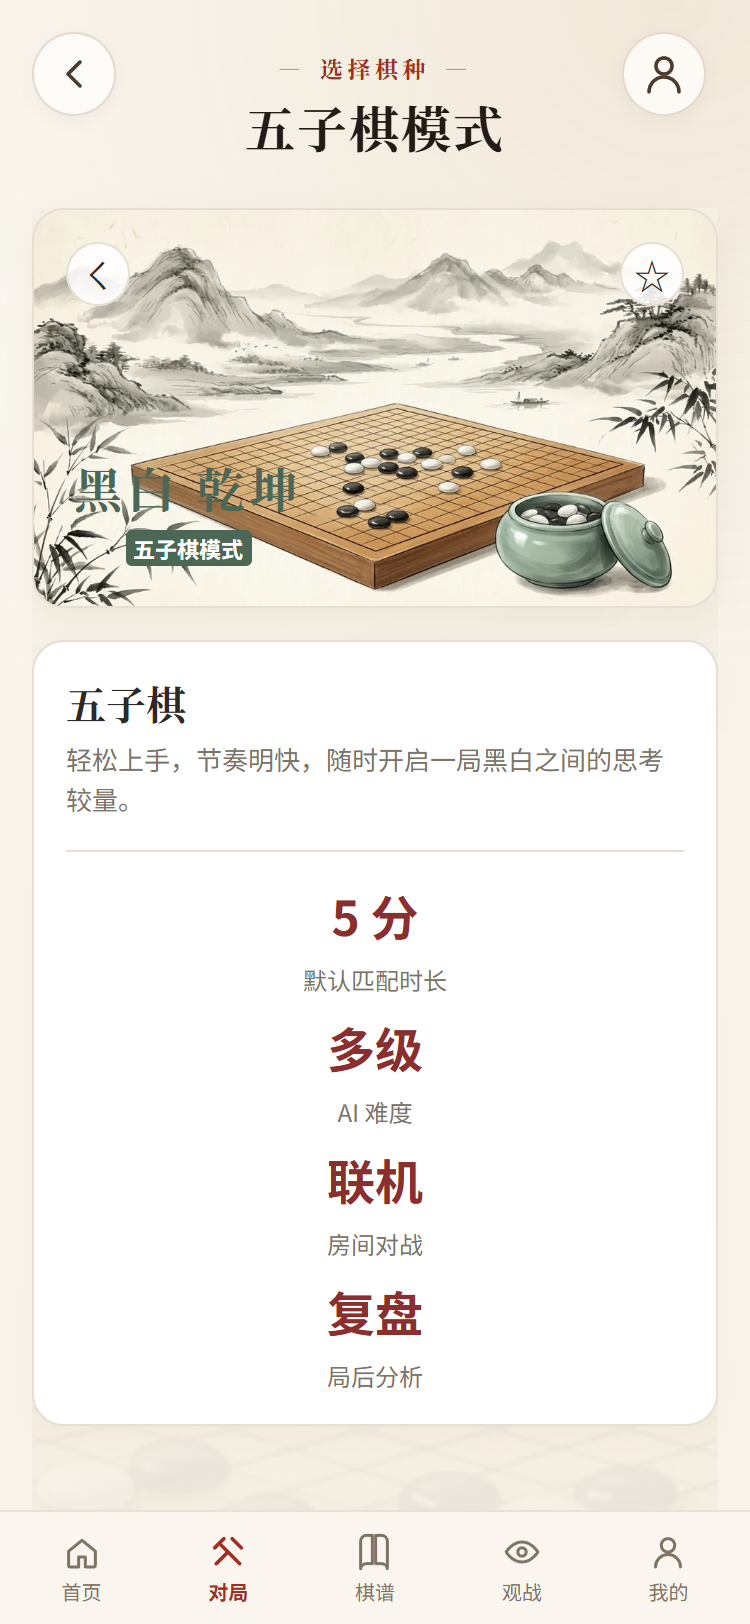 — 选择棋种 —
五子棋模式
黑白 乾坤
五子棋模式
五子棋
轻松上手，节奏明快，随时开启一局黑白之间的思考
较量。
5 分
默认匹配时长
多级
AI 难度
联机
房间对战
复盘
局后分析
首页
对局
棋谱
观战
我的